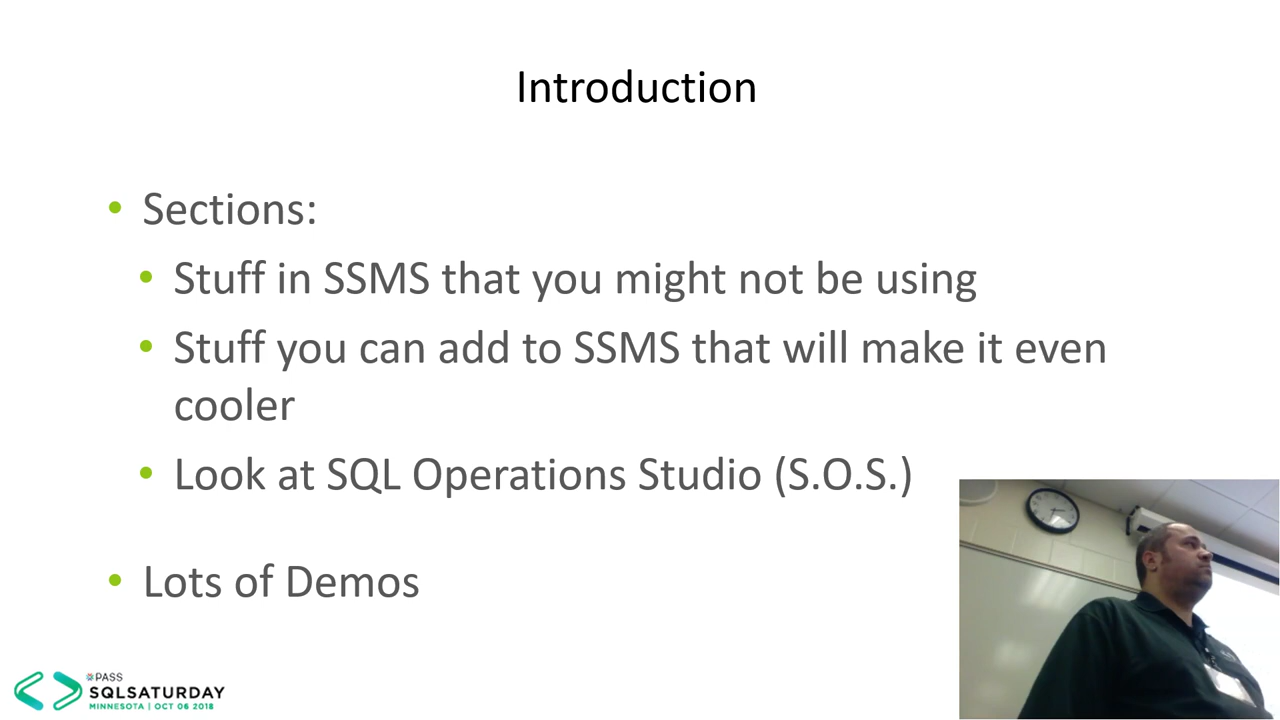 Introduction
• Sections:
• Stuff in SSMS that you might not be using
• Stuff you can add to SSMS that will make it even
cooler
• Look at SQL Operations Studio (S.O.S.)
• Lots of Demos
PASS
SQLSATURDAY
MINNESOTA | OCT 06 2018